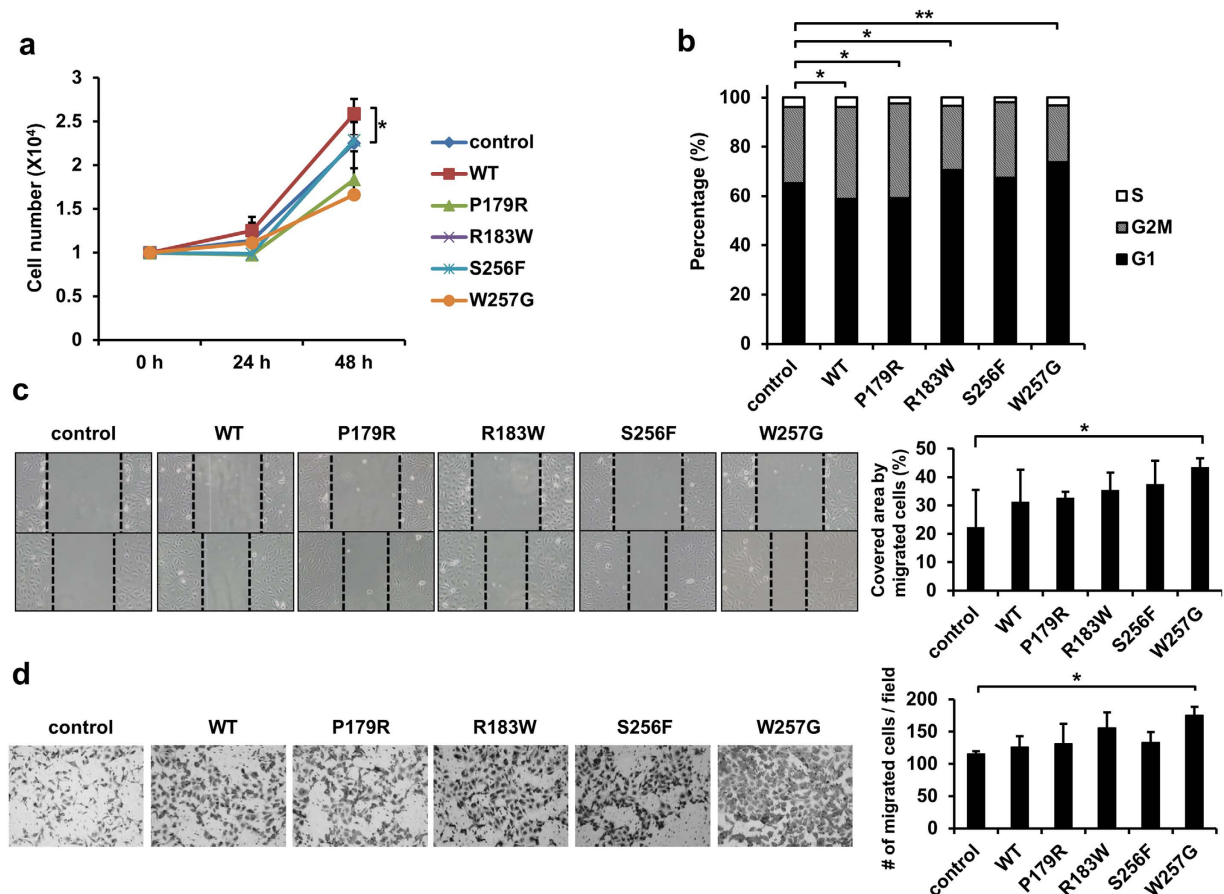 a
Cell number (X10⁴)
3
2.5
2
1.5
1
0.5
0
0 h 24 h 48 h
*
control
WT
P179R
R183W
S256F
W257G
b
**
*
*
*
Percentage (%)
100
80
60
40
20
0
control WT P179R R183W S256F W257G
S
G2M
G1
c
control WT P179R R183W S256F W257G
Covered area by
migrated cells (%)
50
40
30
20
10
0
*
control WT P179R R183W S256F W257G
d
control WT P179R R183W S256F W257G
# of migrated cells / field
200
150
100
50
0
*
control WT P179R R183W S256F W257G